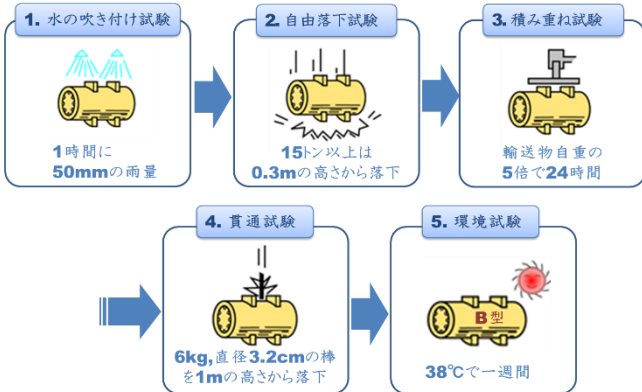 1. 水の吹き付け試験
1時間に
50mmの雨量
2. 自由落下試験
15トン以上は
0.3mの高さから落下
3. 積み重ね試験
輸送物自重の
5倍で24時間
4. 貫通試験
6kg,直径3.2cmの棒
を1mの高さから落下
5. 環境試験
B型
38℃で一週間